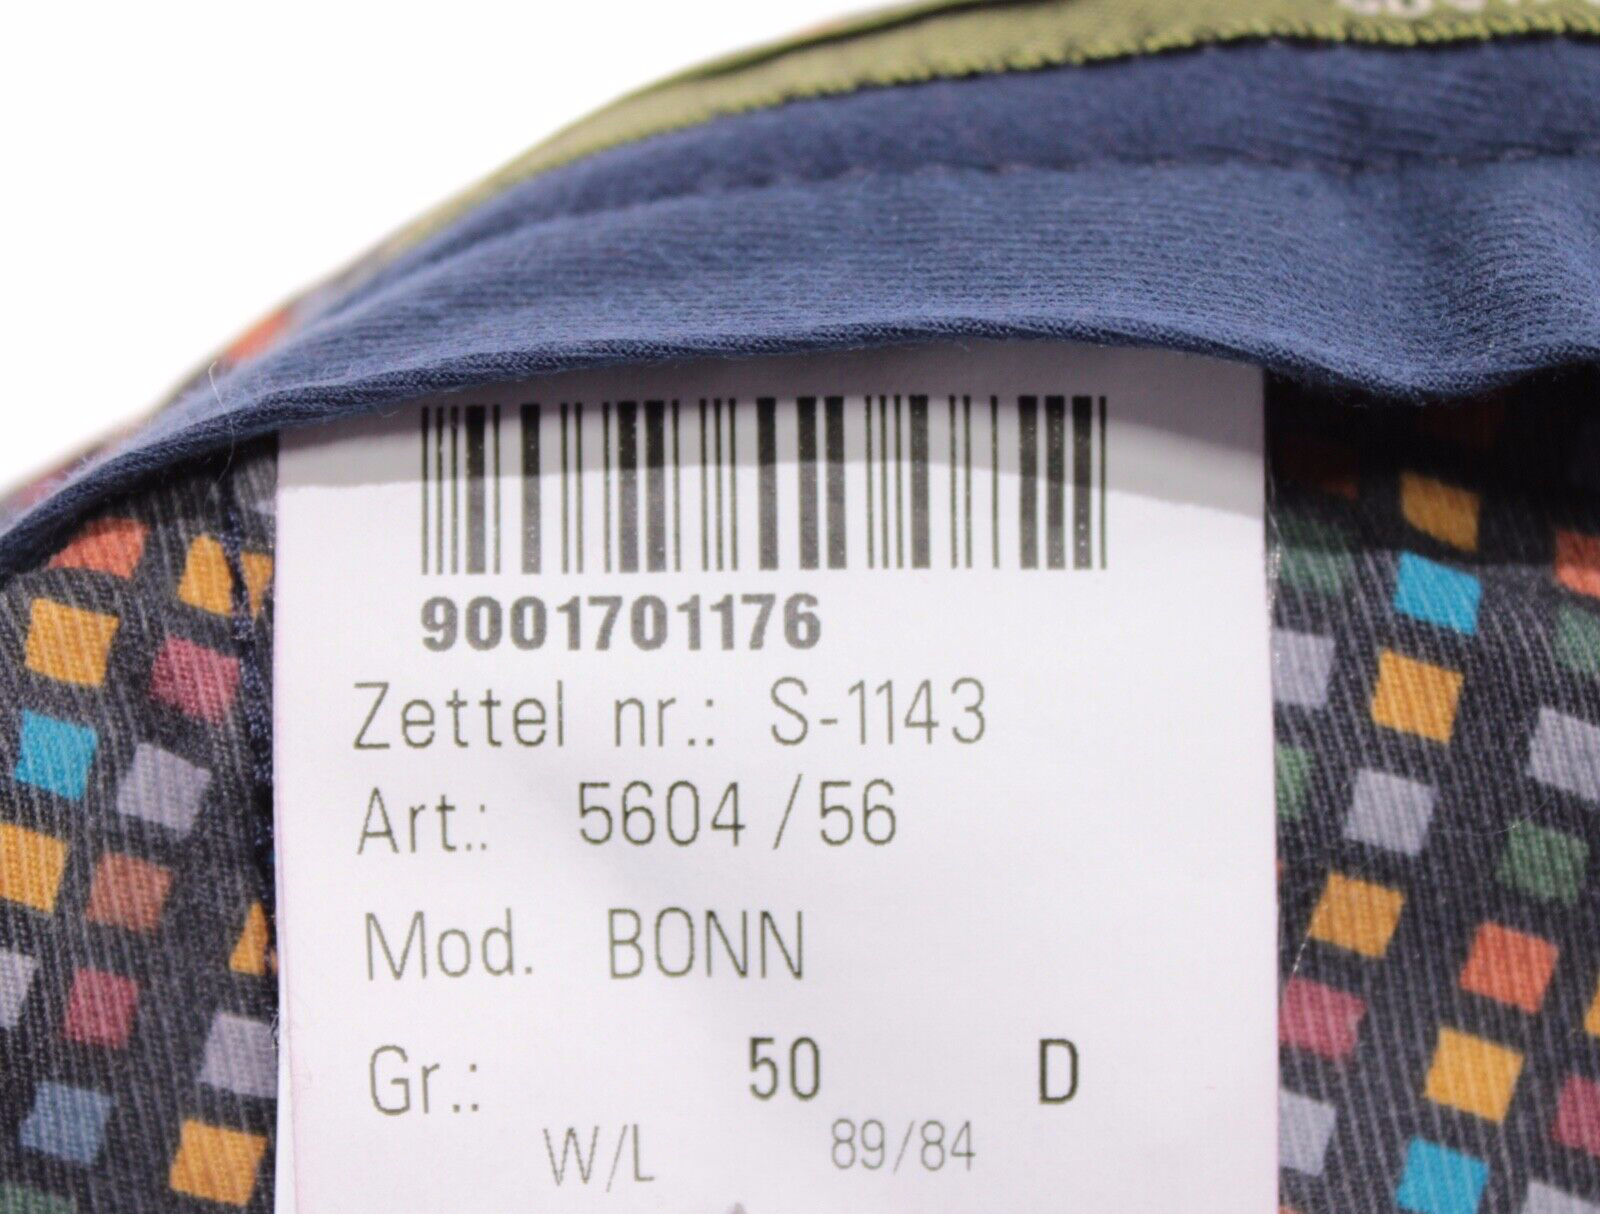 9001701176
Zettel nr.: S-1143
Art.: 5604 / 56
Mod. BONN
Gr.: 50 D
W/L 89/84